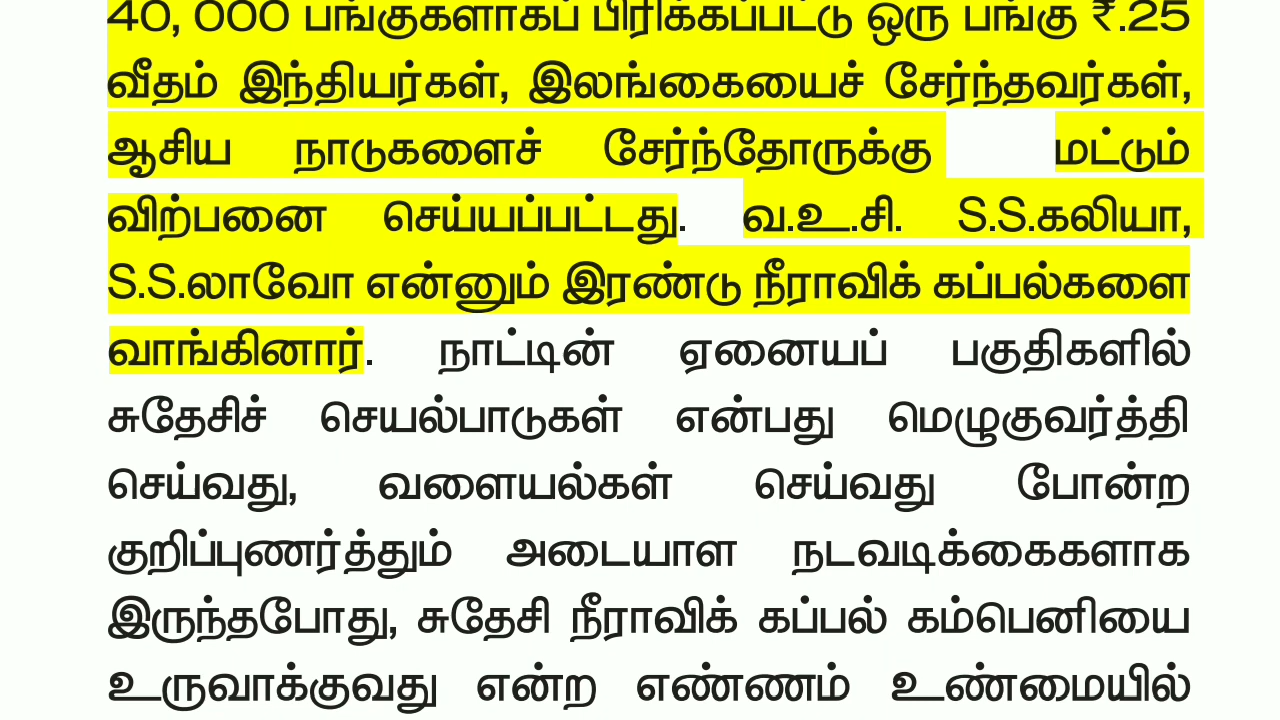 40, 000 பங்குகளாகப் பிரிக்கப்பட்டு ஒரு பங்கு ₹.25
வீதம் இந்தியர்கள், இலங்கையைச் சேர்ந்தவர்கள்,
ஆசிய நாடுகளைச் சேர்ந்தோருக்கு மட்டும்
விற்பனை செய்யப்பட்டது. வ.உ.சி. S.S.கலியா,
S.S.லாவோ என்னும் இரண்டு நீராவிக் கப்பல்களை
வாங்கினார். நாட்டின் ஏனையப் பகுதிகளில்
சுதேசிச் செயல்பாடுகள் என்பது மெழுகுவர்த்தி
செய்வது, வளையல்கள் செய்வது போன்ற
குறிப்புணர்த்தும் அடையாள நடவடிக்கைகளாக
இருந்தபோது, சுதேசி நீராவிக் கப்பல் கம்பெனியை
உருவாக்குவது என்ற எண்ணம் உண்மையில்